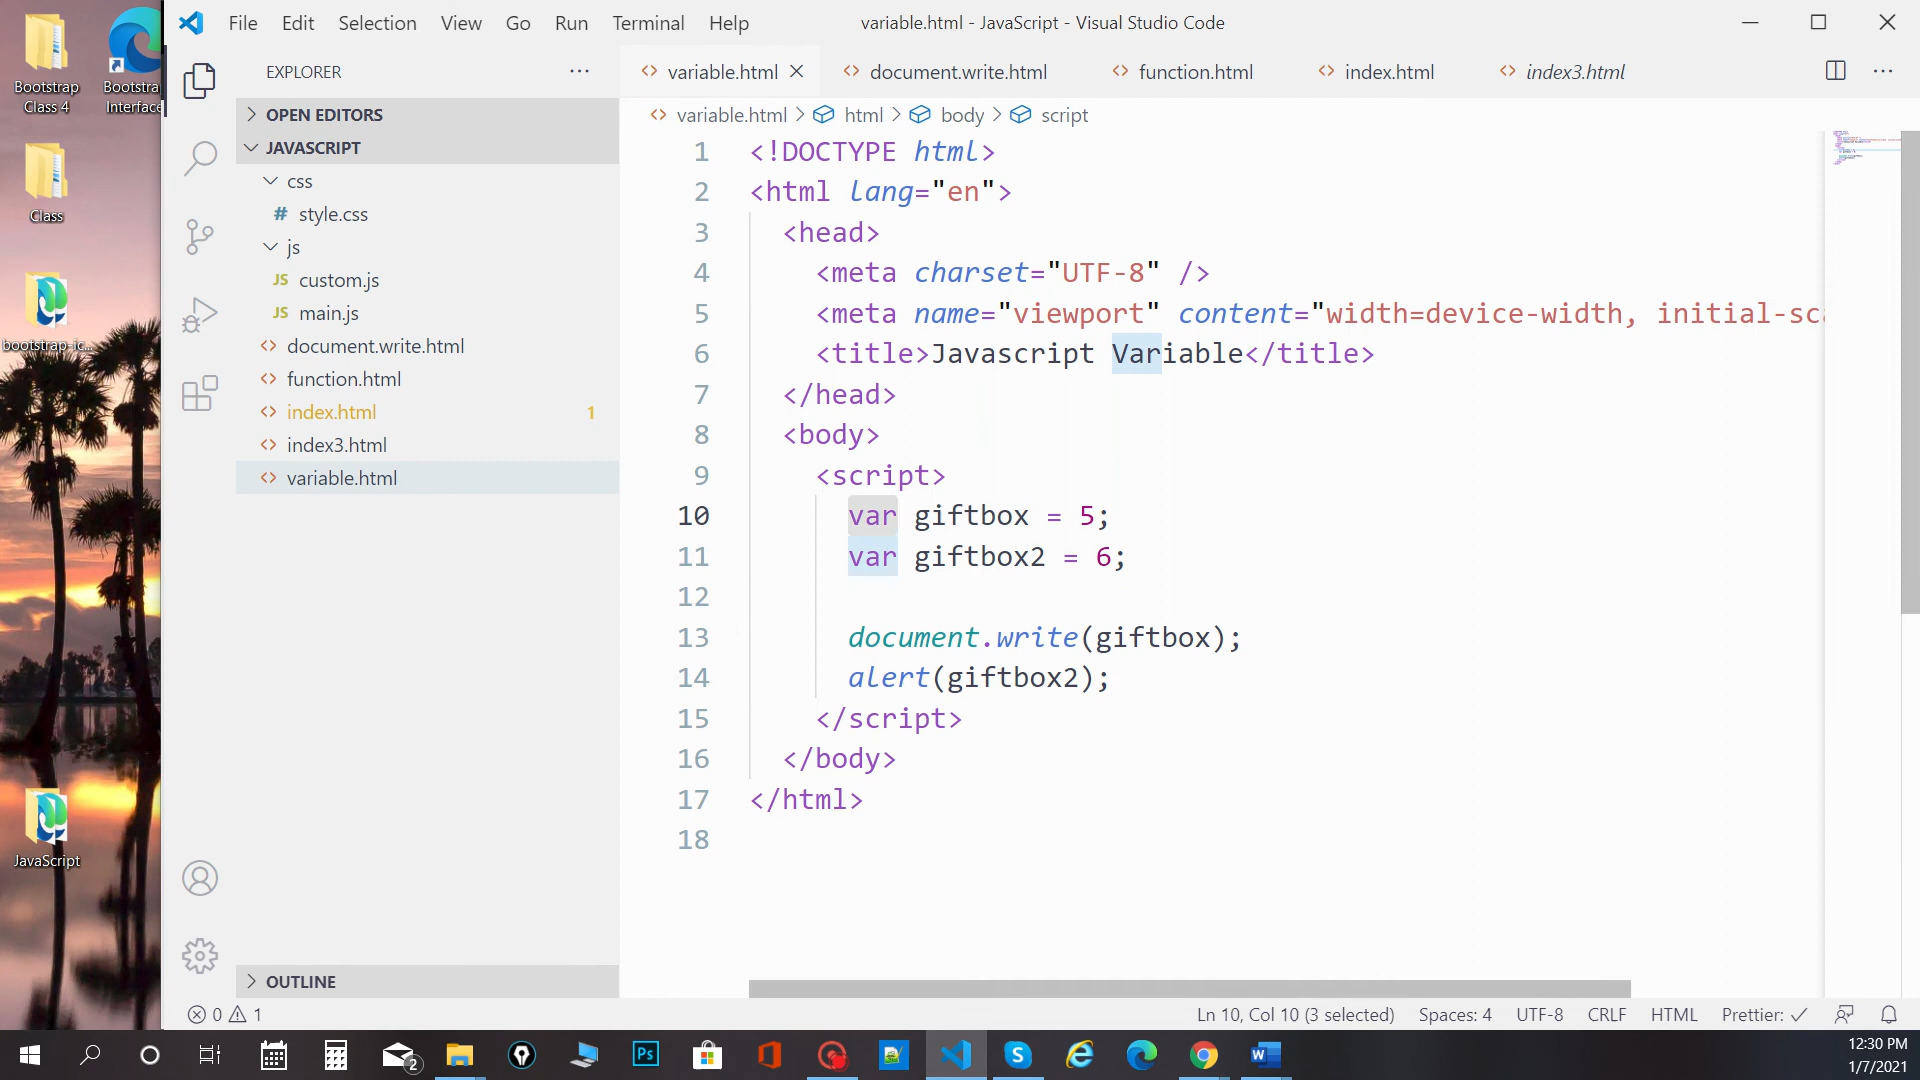 File Edit Selection View Go Run Terminal Help
variable.html - JavaScript - Visual Studio Code
Bootstrap
Class 4
Bootstra
Interface
Class
bootstrap-ic...
JavaScript
EXPLORER
OPEN EDITORS
JAVASCRIPT
css
# style.css
js
JS custom.js
JS main.js
<> document.write.html
<> function.html
<> index.html 1
<> index3.html
<> variable.html
OUTLINE
<> variable.html <> document.write.html <> function.html <> index.html <> index3.html
<> variable.html > html > body > script
1 <!DOCTYPE html>
2 <html lang="en">
3 <head>
4 <meta charset="UTF-8" />
5 <meta name="viewport" content="width=device-width, initial-sca
6 <title>Javascript Variable</title>
7 </head>
8 <body>
9 <script>
10 var giftbox = 5;
11 var giftbox2 = 6;
12
13 document.write(giftbox);
14 alert(giftbox2);
15 </script>
16 </body>
17 </html>
18
0 1 Ln 10, Col 10 (3 selected) Spaces: 4 UTF-8 CRLF HTML Prettier: ✓
2
Ps
S
W
12:30 PM
1/7/2021